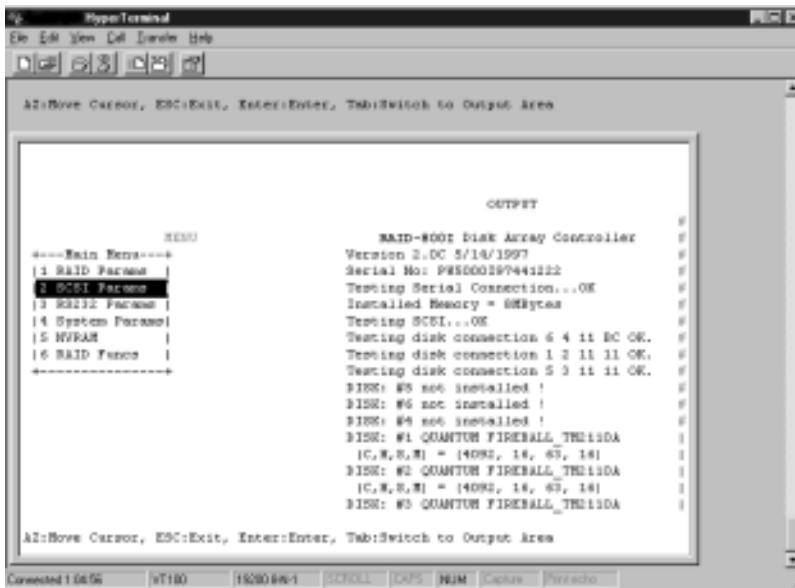 HyperTerminal
File Edit View Call Transfer Help
AZ:Move Cursor, ESC:Exit, Enter:Enter, Tab:Switch to Output Area
OUTPUT
MENU
RAID-#001 Disk Array Controller
+---Main Menu---+
Version 2.0C 5/14/1997
|1 RAID Params |
Serial No:
|2 SCSI Params |
Testing Serial Connection...OK
|3 RS232 Params |
Installed Memory = 8MBytes
|4 System Params|
Testing SCSI...OK
|5 NVRAM |
Testing disk connection 6 4 11 BC OK.
|6 RAID Funcs |
Testing disk connection 1 2 11 11 OK.
+---------------+
Testing disk connection 5 3 11 11 OK.
DISK: #5 not installed !
DISK: #6 not installed !
DISK: #4 not installed !
DISK: #1 QUANTUM FIREBALL_TM2110A
(C,H,S,M) = (4092, 16, 63, 16)
DISK: #2 QUANTUM FIREBALL_TM2110A
(C,H,S,M) = (4092, 16, 63, 16)
DISK: #3 QUANTUM FIREBALL_TM2110A
AZ:Move Cursor, ESC:Exit, Enter:Enter, Tab:Switch to Output Area
Connected 1:04:56 VT100 19200 8-N-1 SCROLL CAPS NUM Capture Print echo